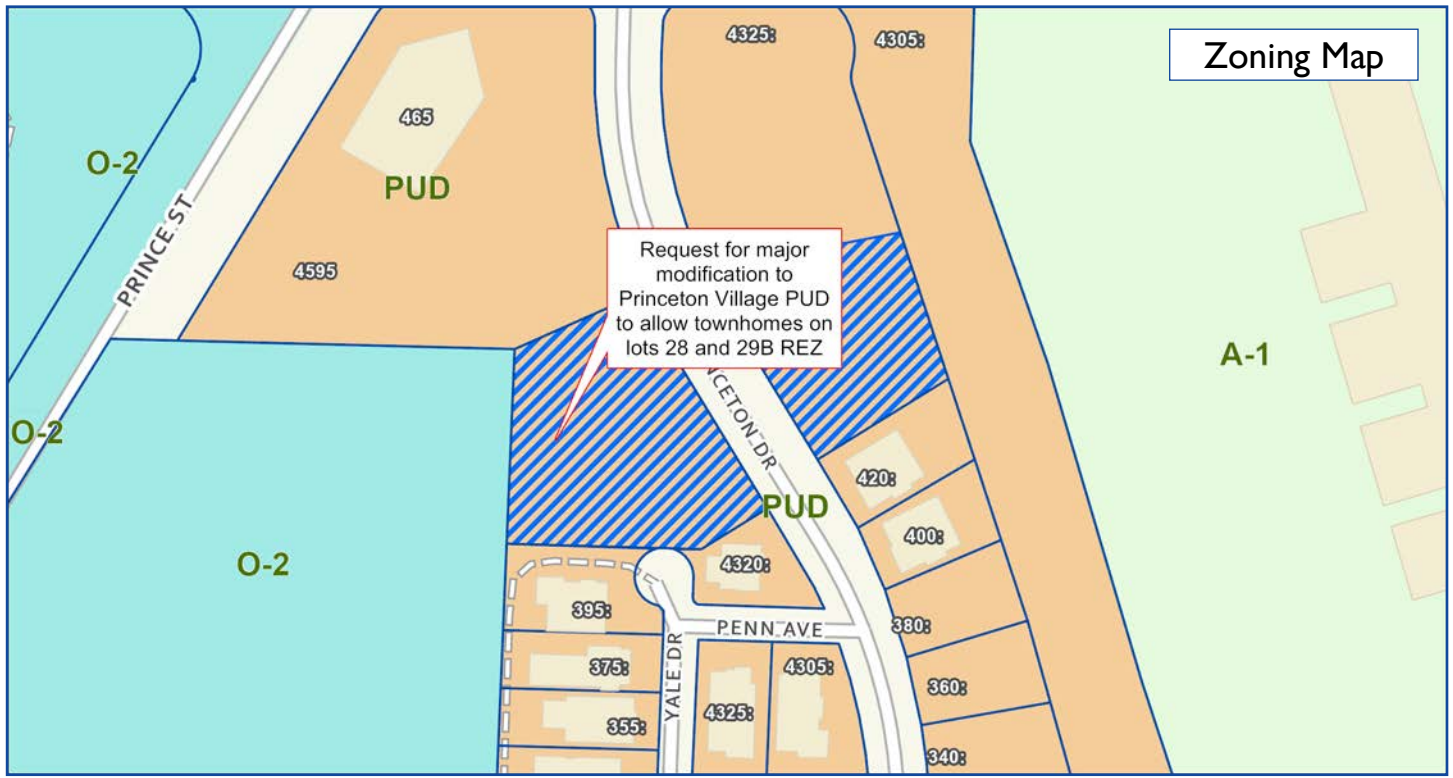 Zoning Map
4325:
4305:
465
O-2
PUD
PRINCE ST
4595
Request for major
modification to
Princeton Village PUD
to allow townhomes on
lots 28 and 29B REZ
A-1
NCETON DR
O-2
420:
PUD
400:
O-2
4320:
395:
PENN AVE
380:
375:
4305:
YALE DR
360:
4325:
355:
340: